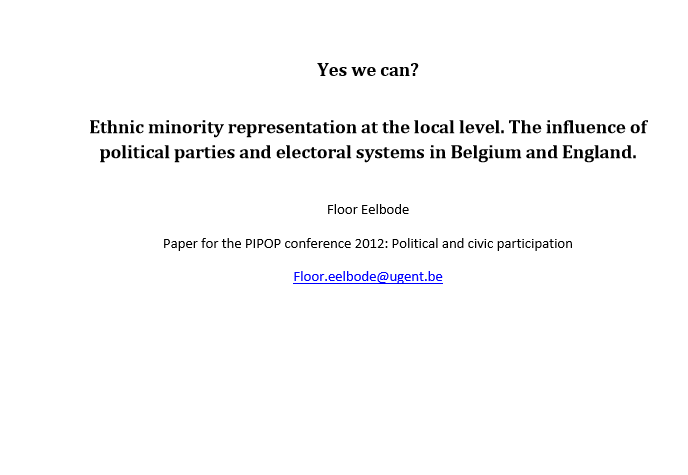 Yes we can?
Ethnic minority representation at the local level. The influence of
political parties and electoral systems in Belgium and England.
Floor Eelbode
Paper for the PIPOP conference 2012: Political and civic participation
Floor.eelbode@ugent.be